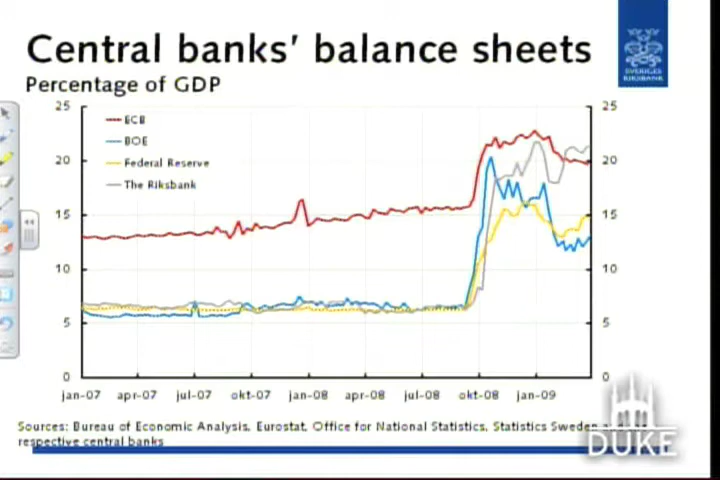 Central banks' balance sheets
Percentage of GDP
SVERIGES
RIKSBANK
25
20
15
10
5
0
ECB
BOE
Federal Reserve
The Riksbank
25
20
15
10
5
0
jan-07 apr-07 jul-07 okt-07 jan-08 apr-08 jul-08 okt-08 jan-09
Sources: Bureau of Economic Analysis, Eurostat, Office for National Statistics, Statistics Sweden and
respective central banks
DUKE